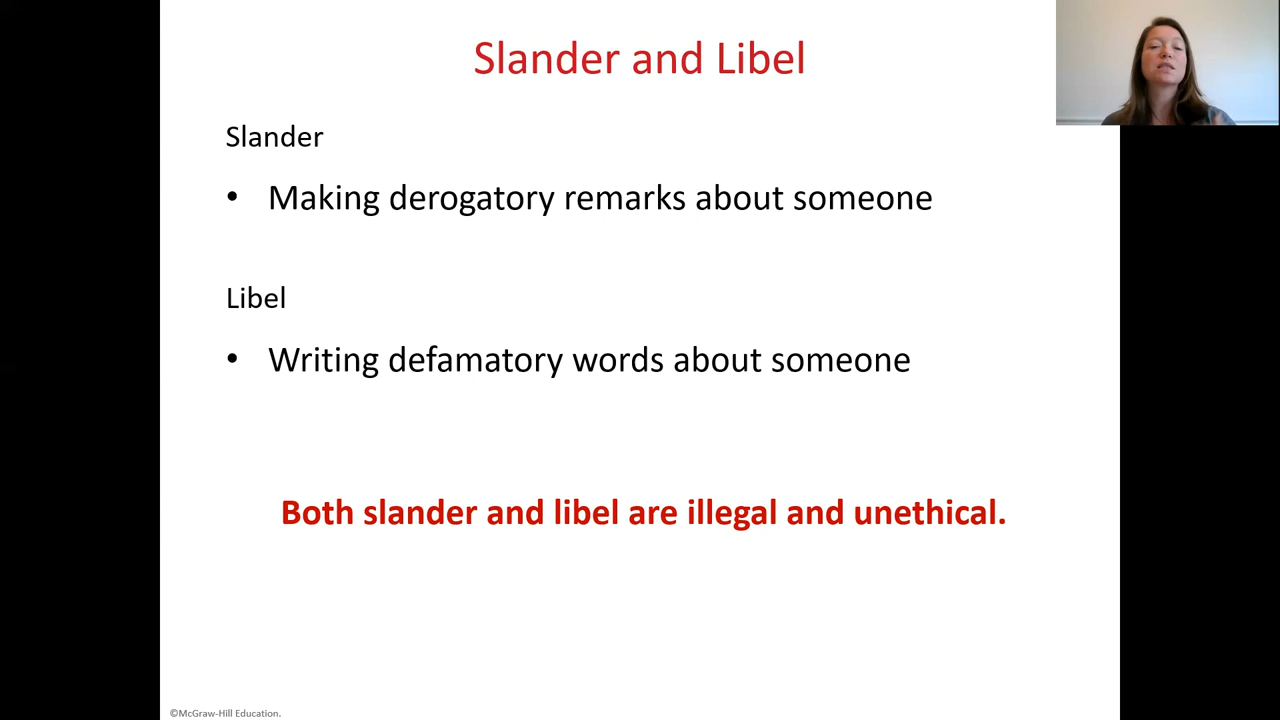 Slander and Libel
Slander
• Making derogatory remarks about someone
Libel
• Writing defamatory words about someone
Both slander and libel are illegal and unethical.
©McGraw-Hill Education.